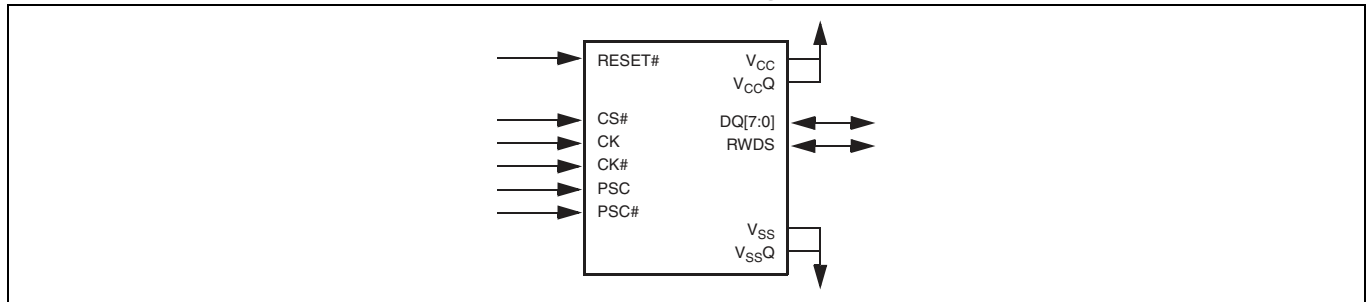 RESET#
CS#
CK
CK#
PSC
PSC#
VCC
VCCQ
DQ[7:0]
RWDS
VSS
VSSQ